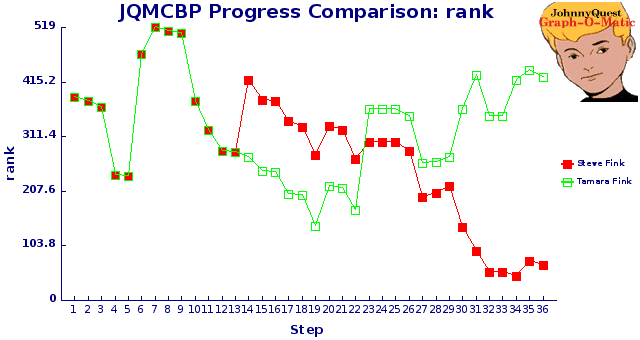 JQMCBP Progress Comparison: rank
JohnnyQuest
Graph-O-Matic
519
415.2
311.4
207.6
103.8
0
rank
Steve Fink
Tamara Fink
1 2 3 4 5 6 7 8 9 10 11 12 13 14 15 16 17 18 19 20 21 22 23 24 25 26 27 28 29 30 31 32 33 34 35 36
Step